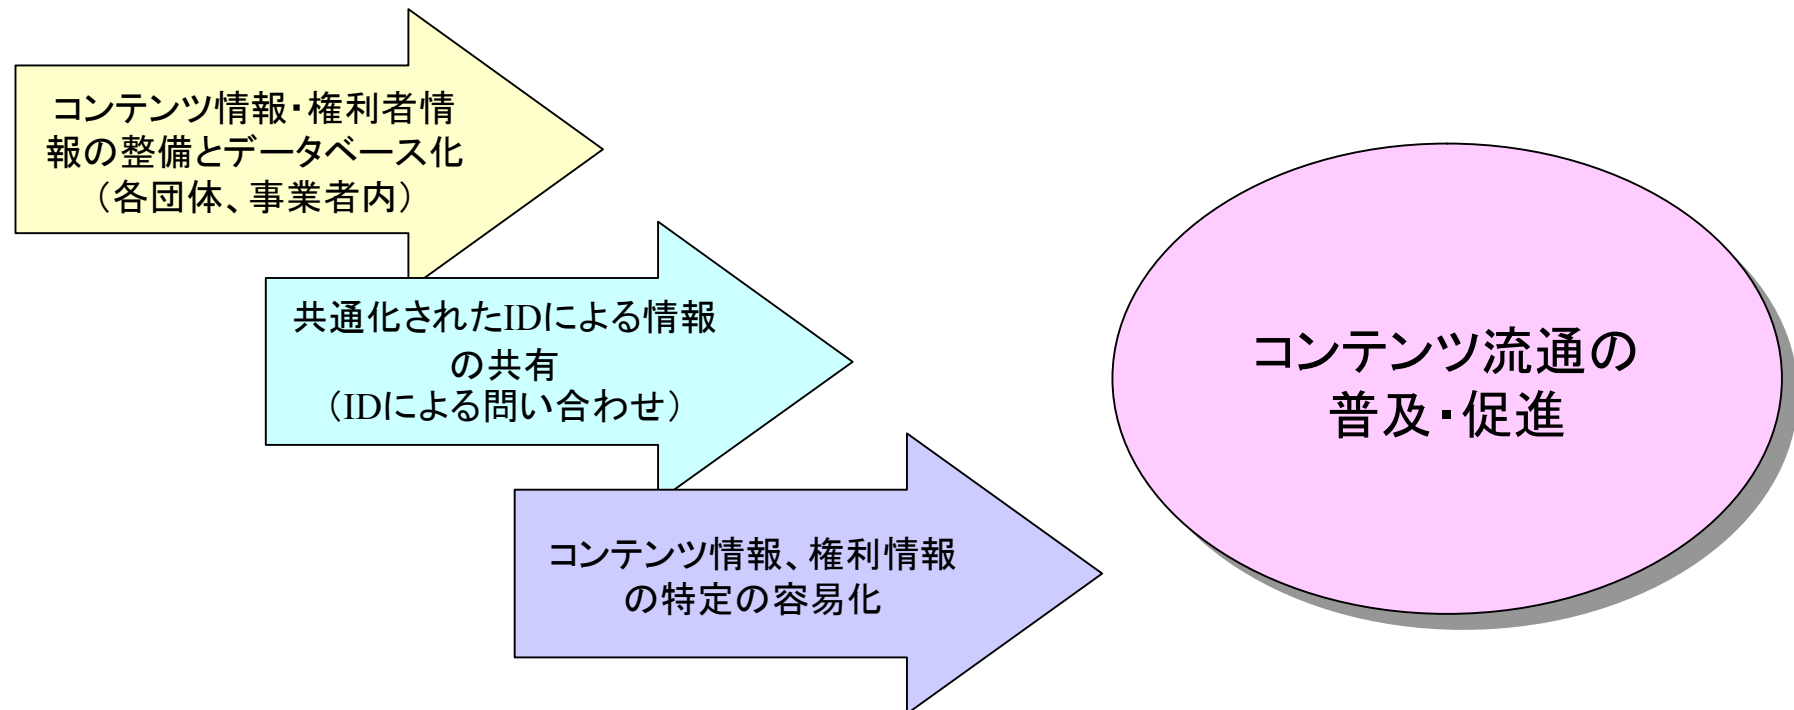 コンテンツ情報・権利者情
報の整備とデータベース化
（各団体、事業者内）
共通化されたIDによる情報
の共有
（IDによる問い合わせ）
コンテンツ情報、権利情報
の特定の容易化
コンテンツ流通の
普及・促進